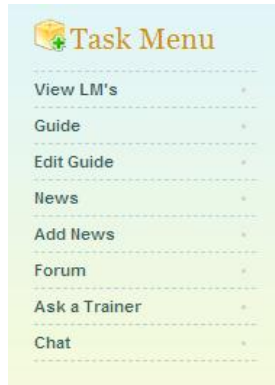 Task Menu
View LM's
Guide
Edit Guide
News
Add News
Forum
Ask a Trainer
Chat